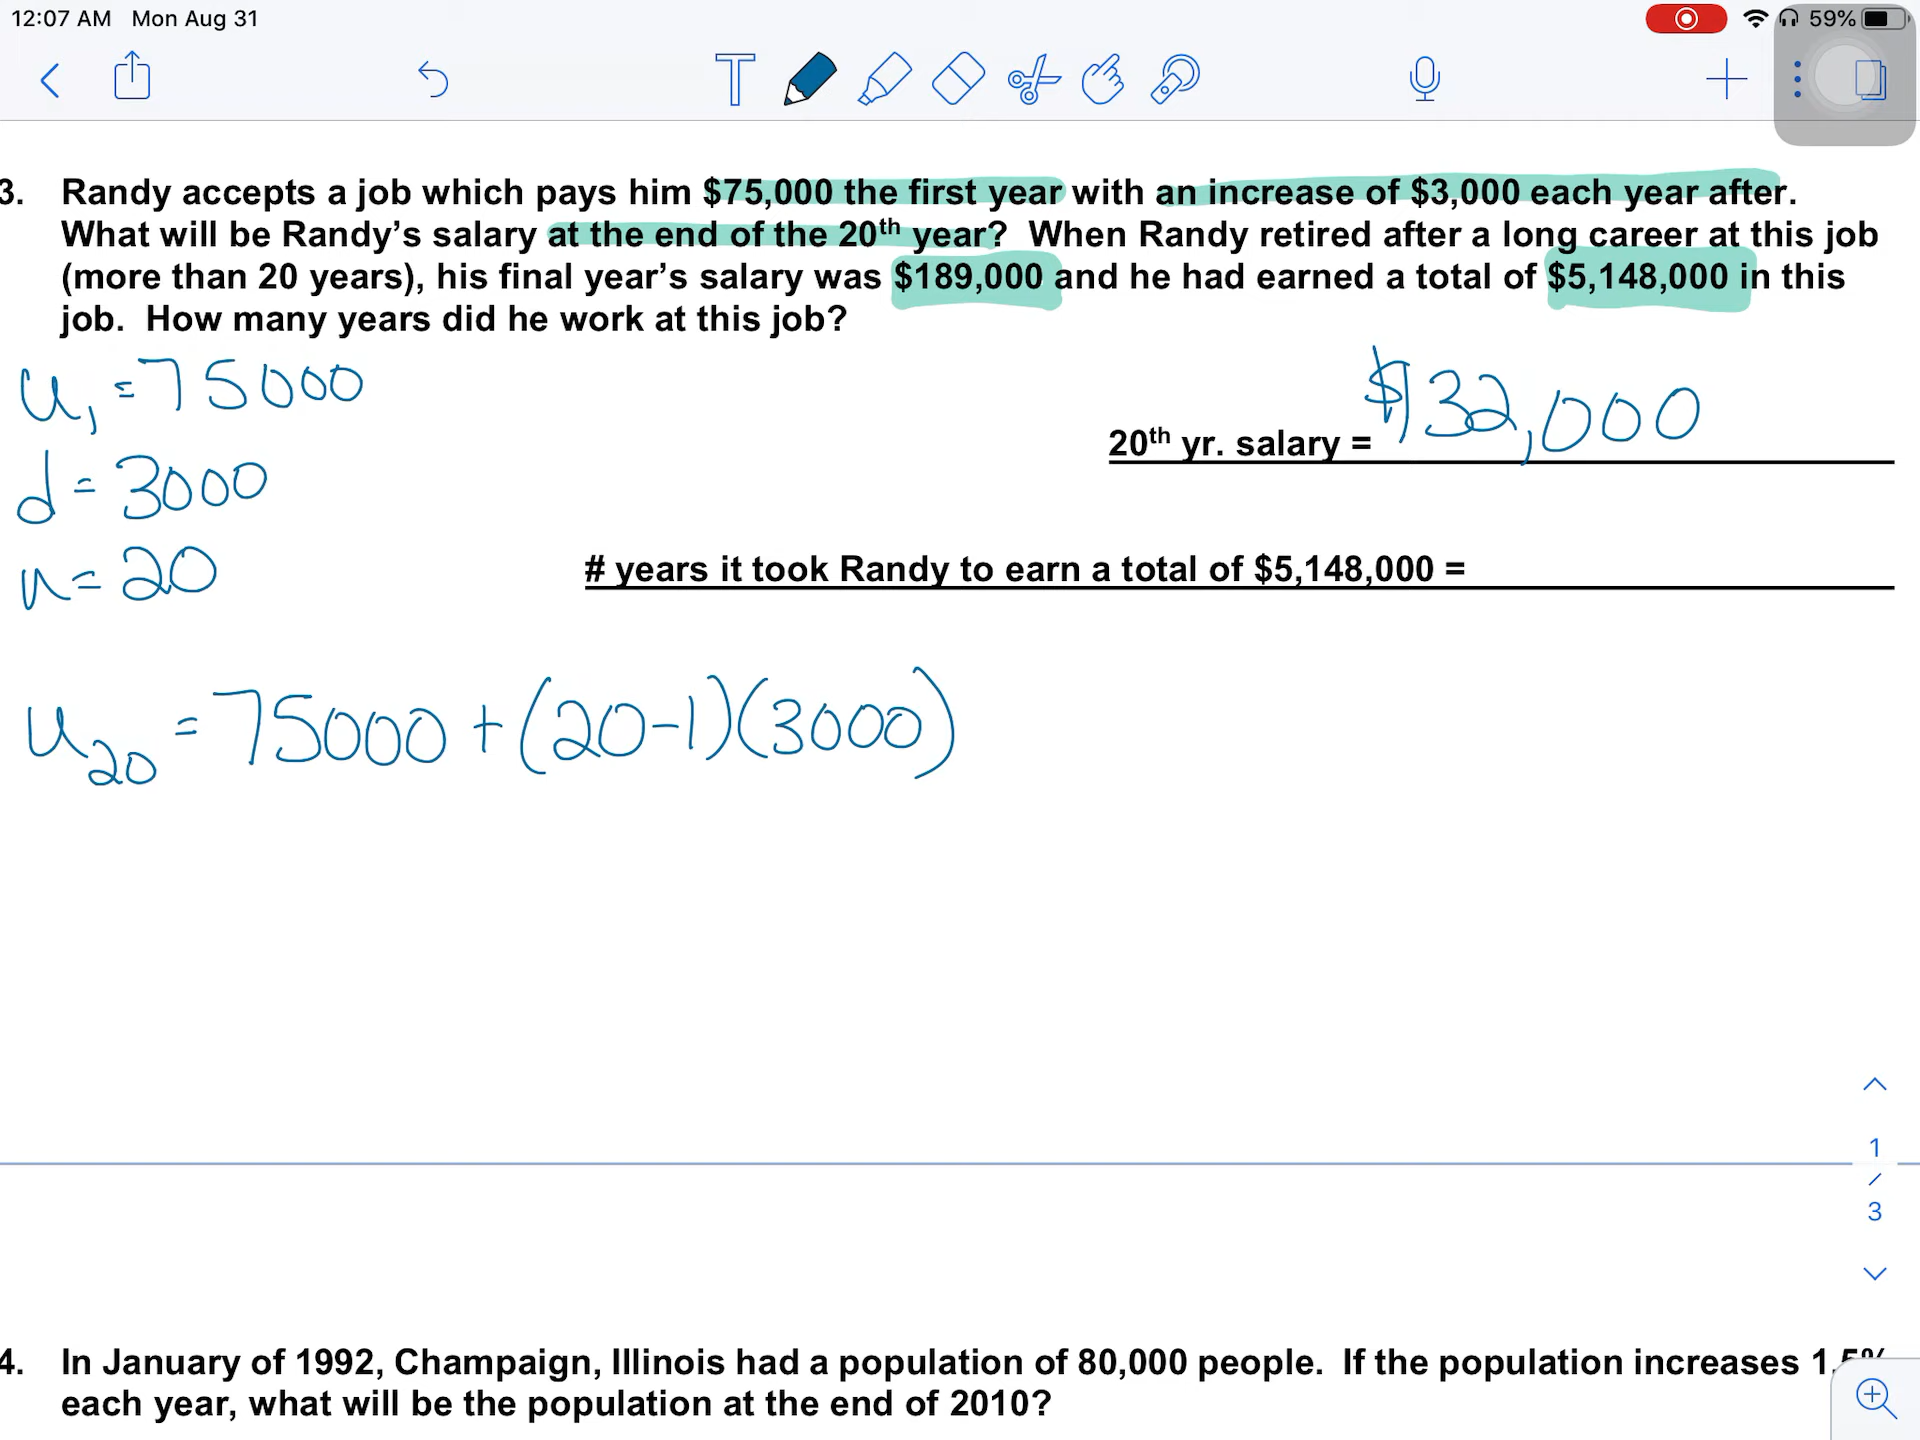 12:07 AM Mon Aug 31
59%
T
3. Randy accepts a job which pays him $75,000 the first year with an increase of $3,000 each year after.
What will be Randy’s salary at the end of the 20th year? When Randy retired after a long career at this job
(more than 20 years), his final year’s salary was $189,000 and he had earned a total of $5,148,000 in this
job. How many years did he work at this job?
u₁ = 75000
20th yr. salary = $132,000
d = 3000
n = 20
# years it took Randy to earn a total of $5,148,000 =
u₂₀ = 75000 + (20-1)(3000)
1
/
3
4. In January of 1992, Champaign, Illinois had a population of 80,000 people. If the population increases 1.5%
each year, what will be the population at the end of 2010?